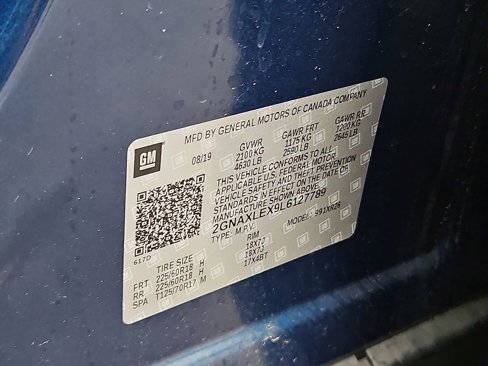 MFD BY GENERAL MOTORS OF CANADA COMPANY
GM
08/19 GVWR GAWR FRT GAWR RR
2100 KG 1175 KG 1200 KG
4630 LB 2590 LB 2645 LB
THIS VEHICLE CONFORMS TO ALL
APPLICABLE U.S. FEDERAL MOTOR
VEHICLE SAFETY AND THEFT PREVENTION
STANDARDS IN EFFECT ON THE DATE OF
MANUFACTURE SHOWN ABOVE.
2GNAXLEX9L6127789
TYPE: M.P.V. MODEL:
617D
TIRE SIZE RIM
FRT 225/60R18 H 18X7J
RR 225/60R18 H 18X7J
SPA T125/70R17 M 17X4BT